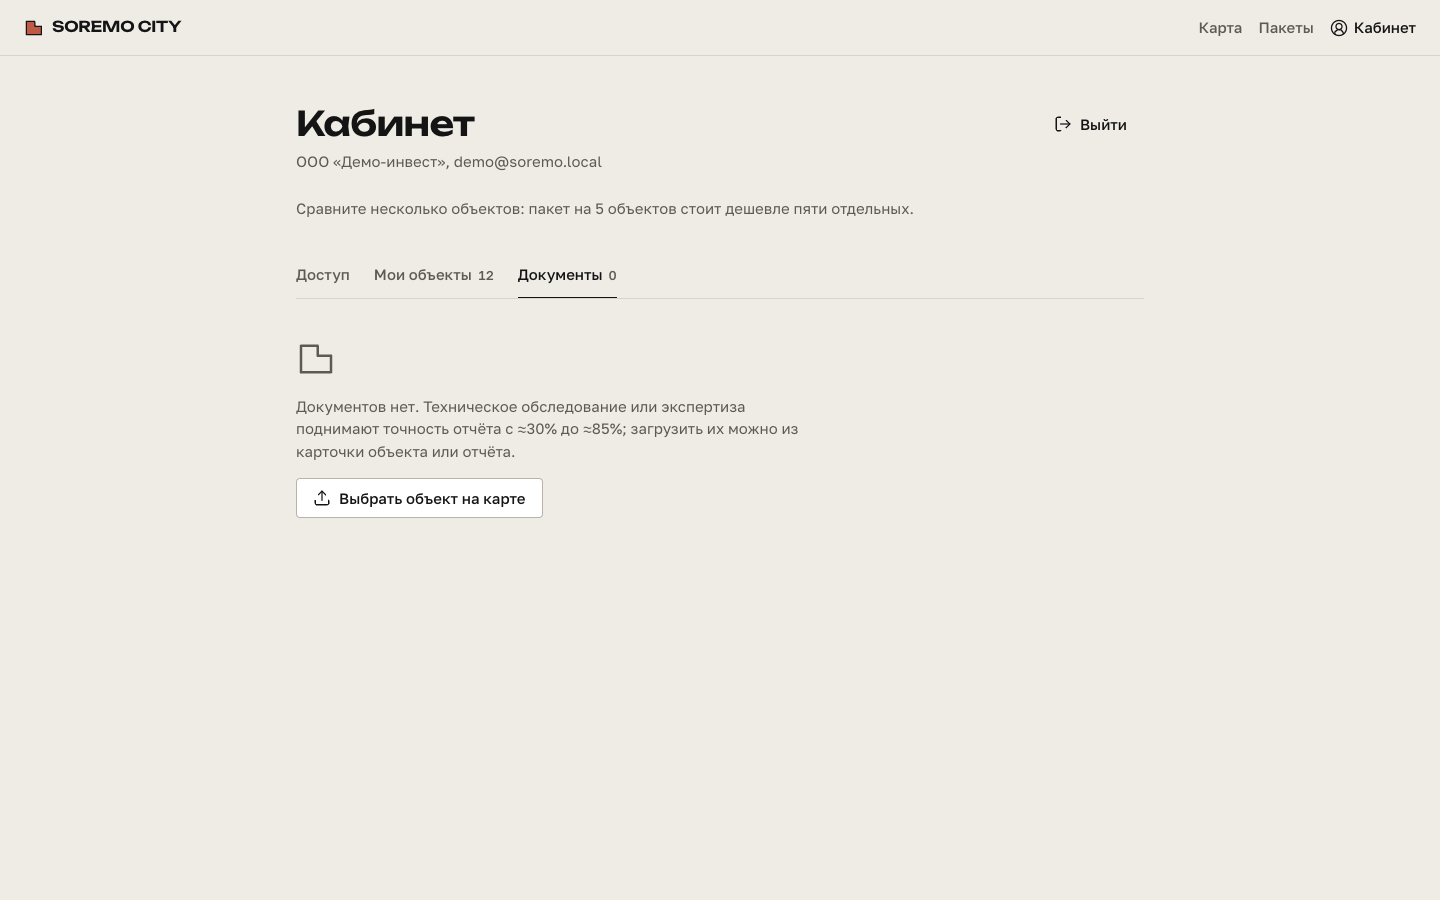 SOREMO CITY
Карта Пакеты Кабинет
Кабинет
Выйти
ООО «Демо-инвест», demo@soremo.local
Сравните несколько объектов: пакет на 5 объектов стоит дешевле пяти отдельных.
Доступ Мои объекты 12 Документы 0
Документов нет. Техническое обследование или экспертиза
поднимают точность отчёта с ≈30% до ≈85%; загрузить их можно из
карточки объекта или отчёта.
Выбрать объект на карте